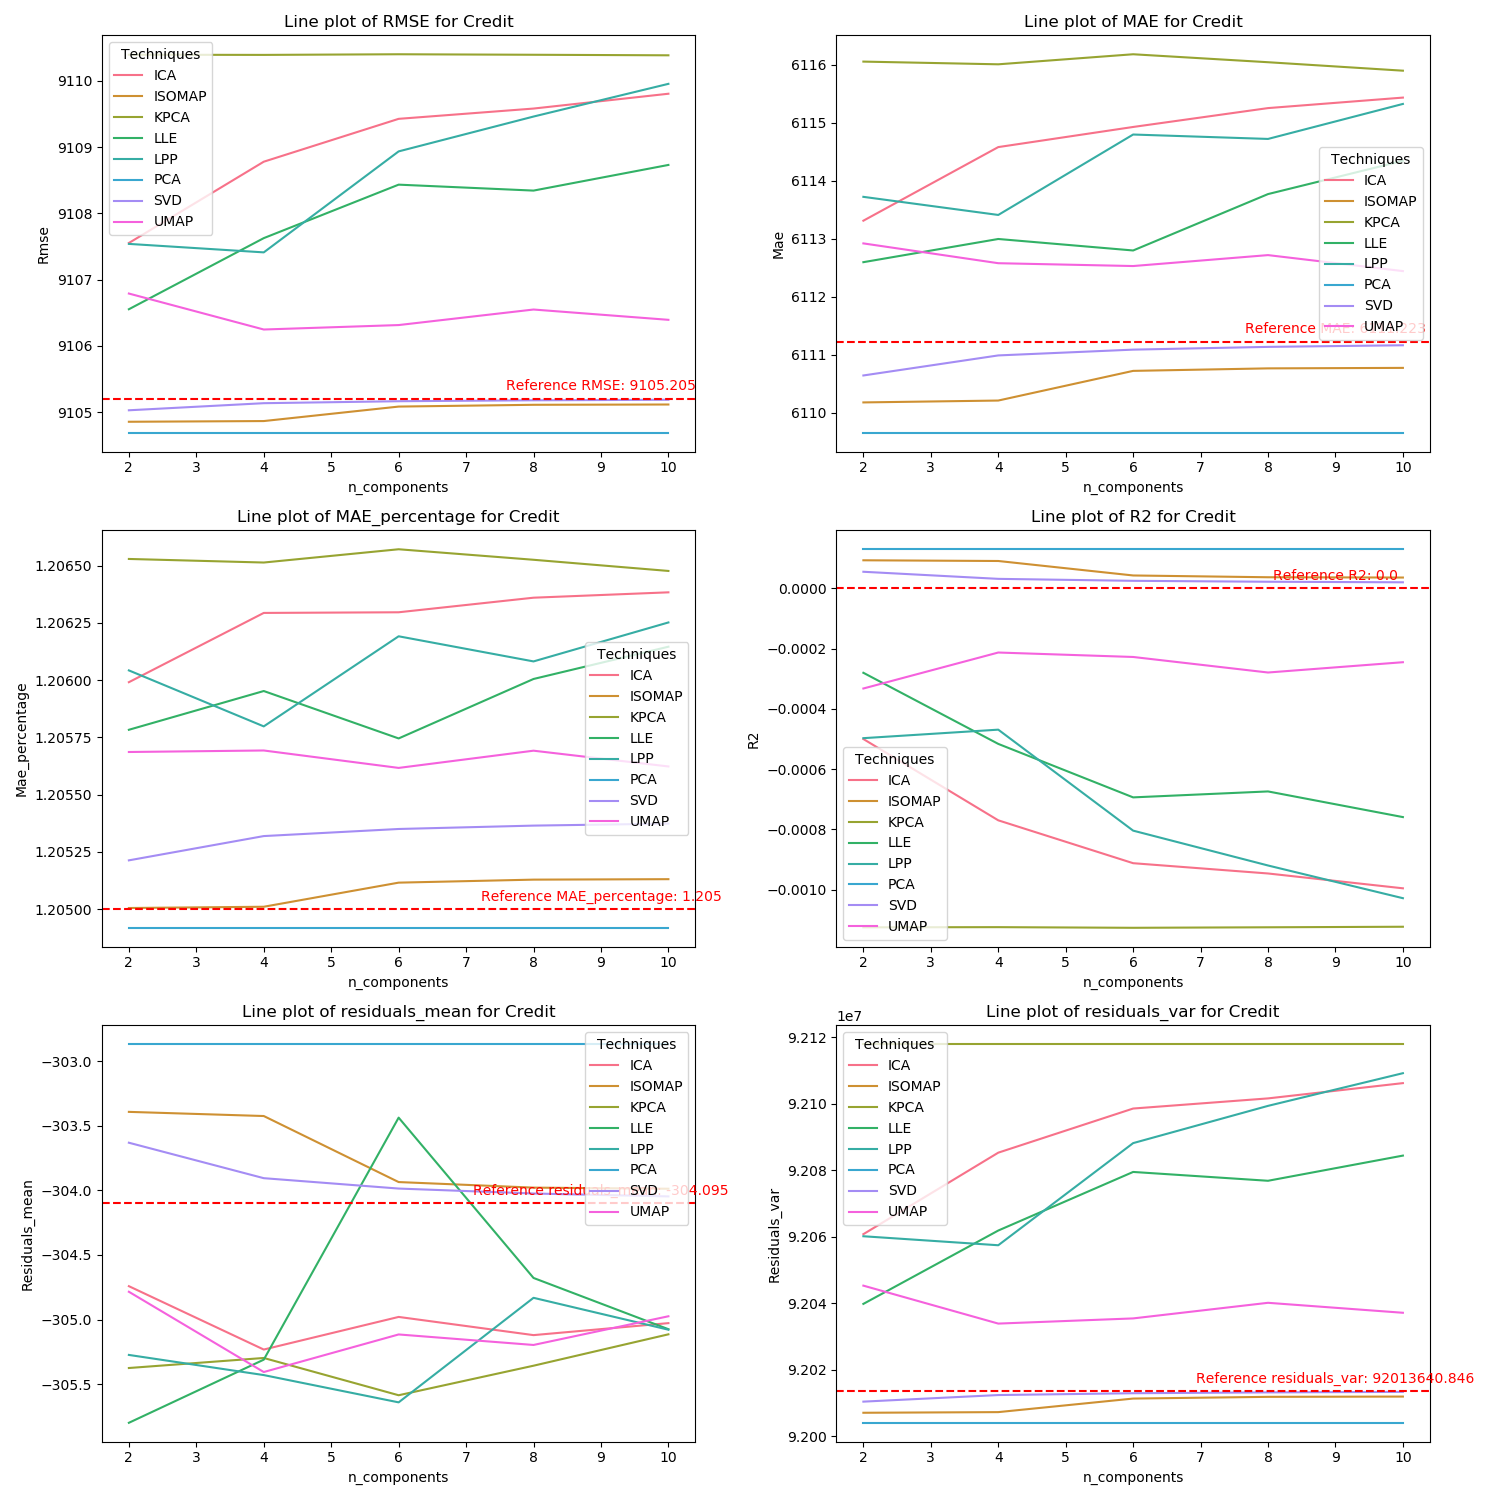 Line plot of RMSE for Credit
Techniques
ICA
ISOMAP
KPCA
LLE
LPP
PCA
SVD
UMAP
9110
9109
9108
9107
9106
9105
Rmse
Reference RMSE: 9105.205
2 3 4 5 6 7 8 9 10
n_components
Line plot of MAE for Credit
6116
6115
6114
6113
6112
6111
6110
Mae
Techniques
ICA
ISOMAP
KPCA
LLE
LPP
PCA
SVD
UMAP
Reference MAE: 6111.223
2 3 4 5 6 7 8 9 10
n_components
Line plot of MAE_percentage for Credit
1.20650
1.20625
1.20600
1.20575
1.20550
1.20525
1.20500
Mae_percentage
Techniques
ICA
ISOMAP
KPCA
LLE
LPP
PCA
SVD
UMAP
Reference MAE_percentage: 1.205
2 3 4 5 6 7 8 9 10
n_components
Line plot of R2 for Credit
Reference R2: 0.0
0.0000
−0.0002
−0.0004
−0.0006
−0.0008
−0.0010
R2
Techniques
ICA
ISOMAP
KPCA
LLE
LPP
PCA
SVD
UMAP
2 3 4 5 6 7 8 9 10
n_components
Line plot of residuals_mean for Credit
−303.0
−303.5
−304.0
−304.5
−305.0
−305.5
Residuals_mean
Techniques
ICA
ISOMAP
KPCA
LLE
LPP
PCA
SVD
UMAP
Reference residuals_mean: -304.095
2 3 4 5 6 7 8 9 10
n_components
Line plot of residuals_var for Credit
1e7
9.212
9.210
9.208
9.206
9.204
9.202
9.200
Residuals_var
Techniques
ICA
ISOMAP
KPCA
LLE
LPP
PCA
SVD
UMAP
Reference residuals_var: 92013640.846
2 3 4 5 6 7 8 9 10
n_components